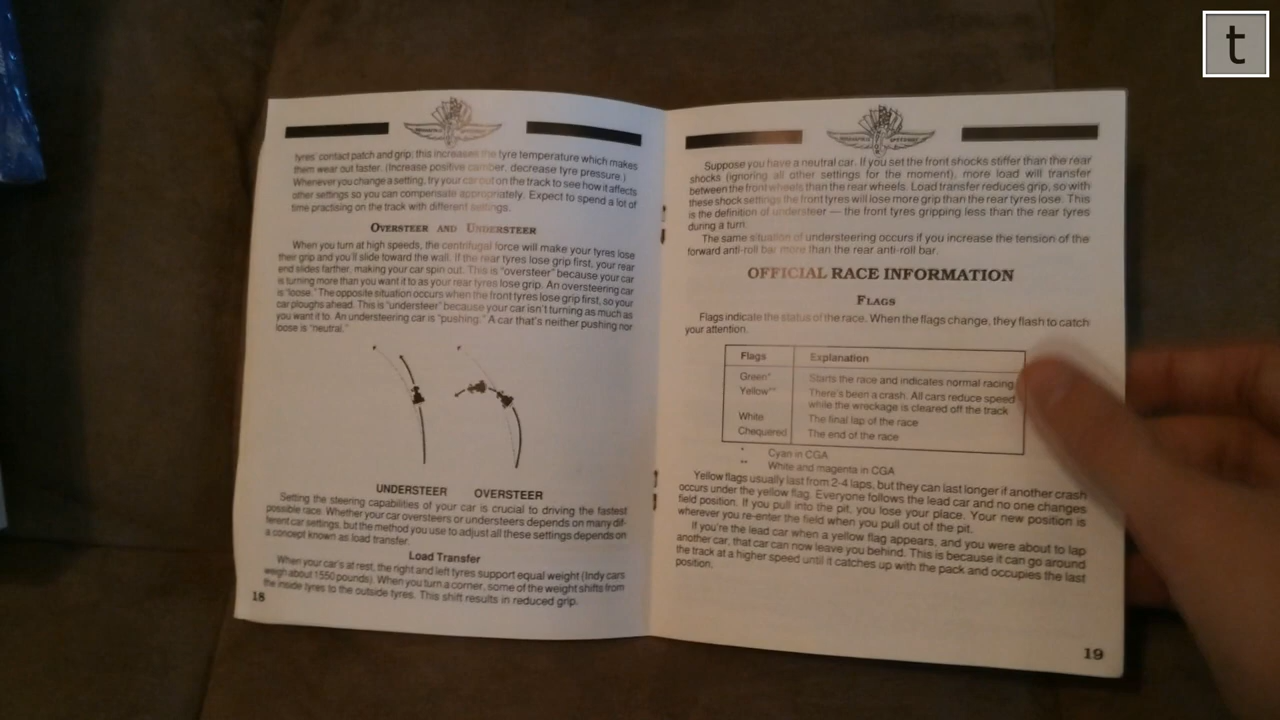 tyres' contact patch and grip; this increases the tyre temperature which makes
them wear out faster. (Increase positive camber, decrease tyre pressure.)
Whenever you change a setting, try your car out on the track to see how it affects
other settings so you can compensate appropriately. Expect to spend a lot of
time practising on the track with different settings.
OVERSTEER AND UNDERSTEER
When you turn at high speeds, the centrifugal force will make your tyres lose
their grip and you'll slide toward the wall. If the rear tyres lose grip first, your rear
end slides farther, making your car spin out. This is "oversteer" because your car
is turning more than you want it to as your rear tyres lose grip. An oversteering car
is "loose." The opposite situation occurs when the front tyres lose grip first, so your
car ploughs ahead. This is "understeer" because your car isn't turning as much as
you want it to. An understeering car is "pushing." A car that's neither pushing nor
loose is "neutral."
UNDERSTEER OVERSTEER
Setting the steering capabilities of your car is crucial to driving the fastest
possible race. Whether your car oversteers or understeers depends on many dif-
ferent car settings, but the method you use to adjust all these settings depends on
a concept known as load transfer.
Load Transfer
When your car's at rest, the right and left tyres support equal weight (Indy cars
weigh about 1550 pounds). When you turn a corner, some of the weight shifts from
the inside tyres to the outside tyres. This shift results in reduced grip.
18
SPEEDWAY
Suppose you have a neutral car. If you set the front shocks stiffer than the rear
shocks (ignoring all other settings for the moment), more load will transfer
between the front wheels than the rear wheels. Load transfer reduces grip, so with
these shock settings the front tyres will lose more grip than the rear tyres lose. This
is the definition of understeer — the front tyres gripping less than the rear tyres
during a turn.
The same situation of understeering occurs if you increase the tension of the
forward anti-roll bar more than the rear anti-roll bar.
OFFICIAL RACE INFORMATION
FLAGS
Flags indicate the status of the race. When the flags change, they flash to catch
your attention.
Flags Explanation
Green* Starts the race and indicates normal racing
Yellow** There's been a crash. All cars reduce speed
while the wreckage is cleared off the track
White The final lap of the race
Chequered The end of the race
* Cyan in CGA
** White and magenta in CGA
Yellow flags usually last from 2-4 laps, but they can last longer if another crash
occurs under the yellow flag. Everyone follows the lead car and no one changes
field position. If you pull into the pit, you lose your place. Your new position is
wherever you re-enter the field when you pull out of the pit.
If you're the lead car when a yellow flag appears, and you were about to lap
another car, that car can now leave you behind. This is because it can go around
the track at a higher speed until it catches up with the pack and occupies the last
position.
19
t